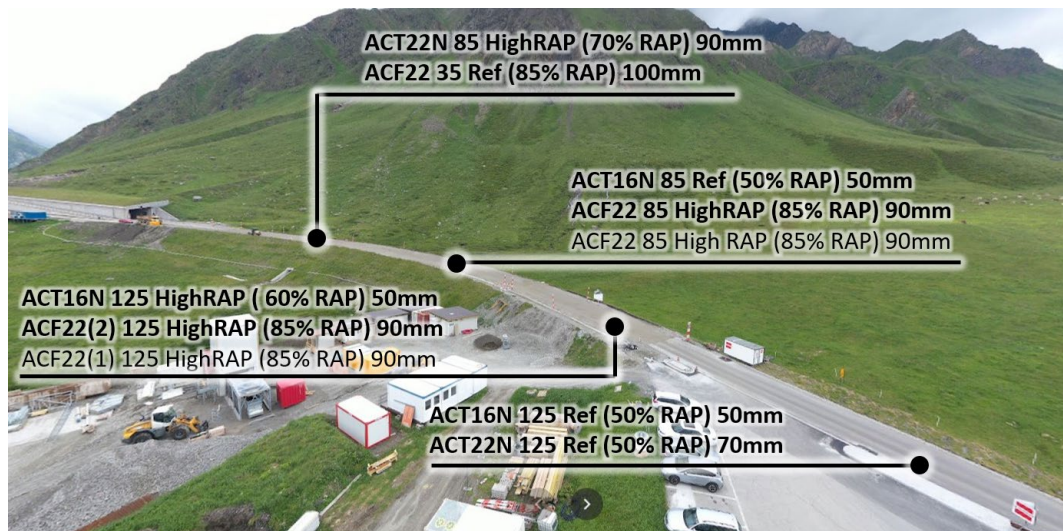 ACT22N 85 HighRAP (70% RAP) 90mm
ACF22 35 Ref (85% RAP) 100mm
ACT16N 85 Ref (50% RAP) 50mm
ACF22 85 HighRAP (85% RAP) 90mm
ACF22 85 High RAP (85% RAP) 90mm
ACT16N 125 HighRAP ( 60% RAP) 50mm
ACF22(2) 125 HighRAP (85% RAP) 90mm
ACF22(1) 125 HighRAP (85% RAP) 90mm
ACT16N 125 Ref (50% RAP) 50mm
ACT22N 125 Ref (50% RAP) 70mm